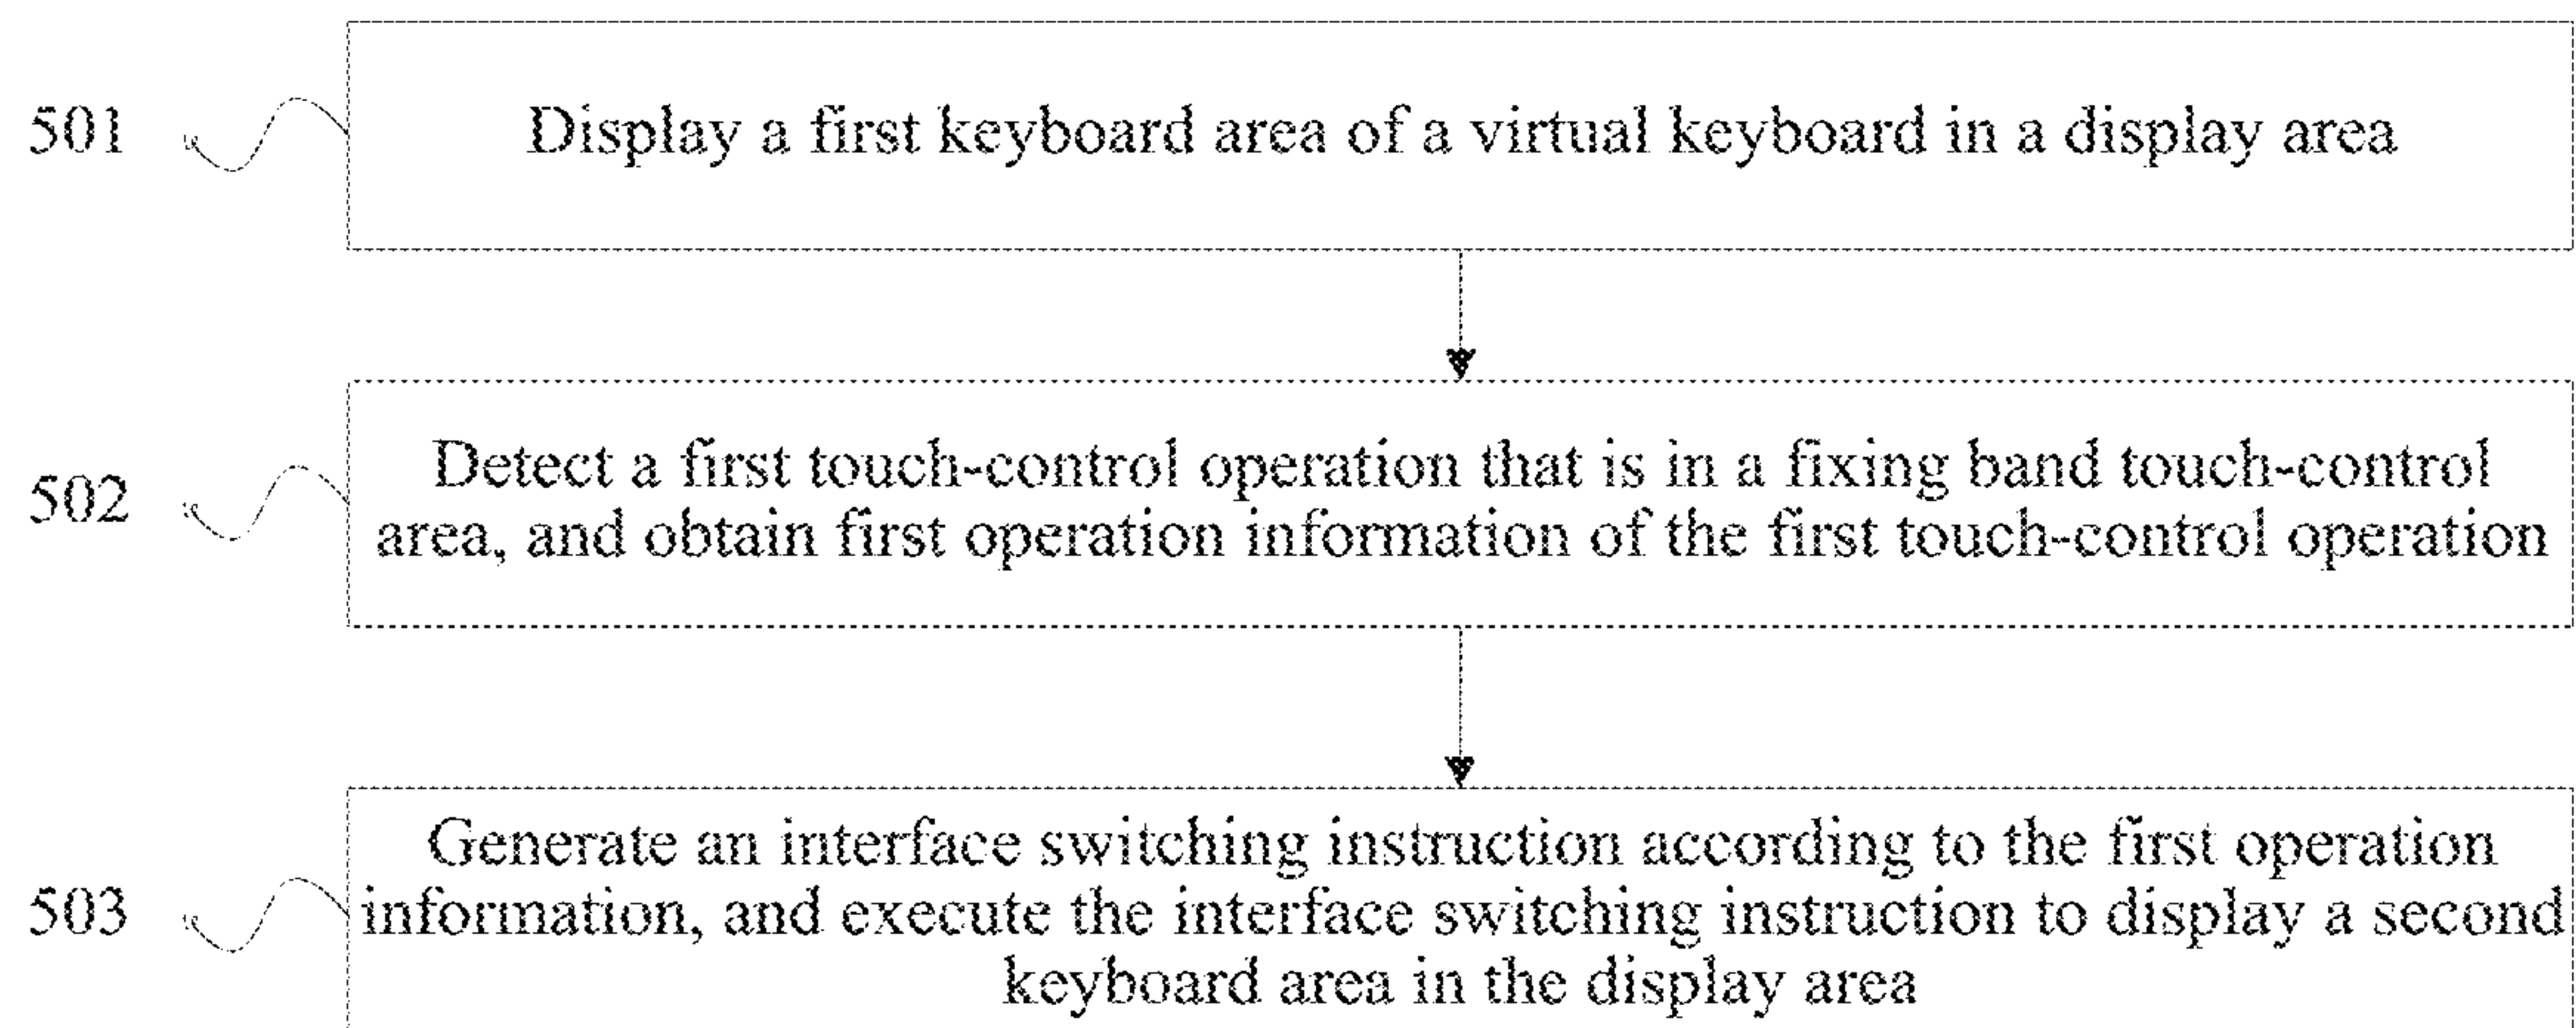 501
Display a first keyboard area of a virtual keyboard in a display area
502
Detect a first touch-control operation that is in a fixing band touch-control
area, and obtain first operation information of the first touch-control operation
503
Generate an interface switching instruction according to the first operation
information, and execute the interface switching instruction to display a second
keyboard area in the display area